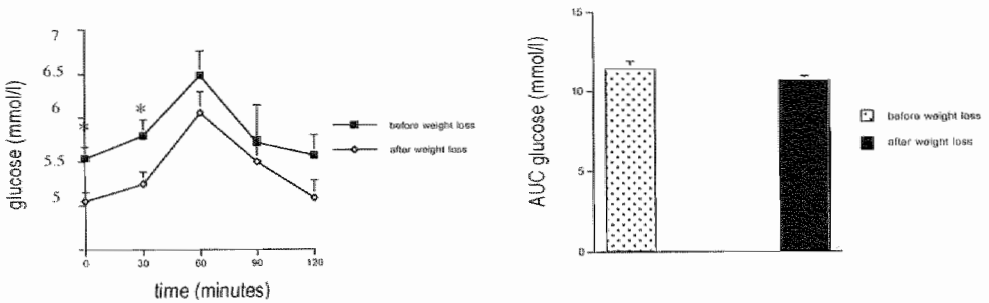 glucose (mmol/l)
7
6.5
6
5.5
5
*
*
0
30
60
90
120
time (minutes)
before weight loss
after weight loss
AUC glucose (mmol/l)
15
10
5
0
before weight loss
after weight loss